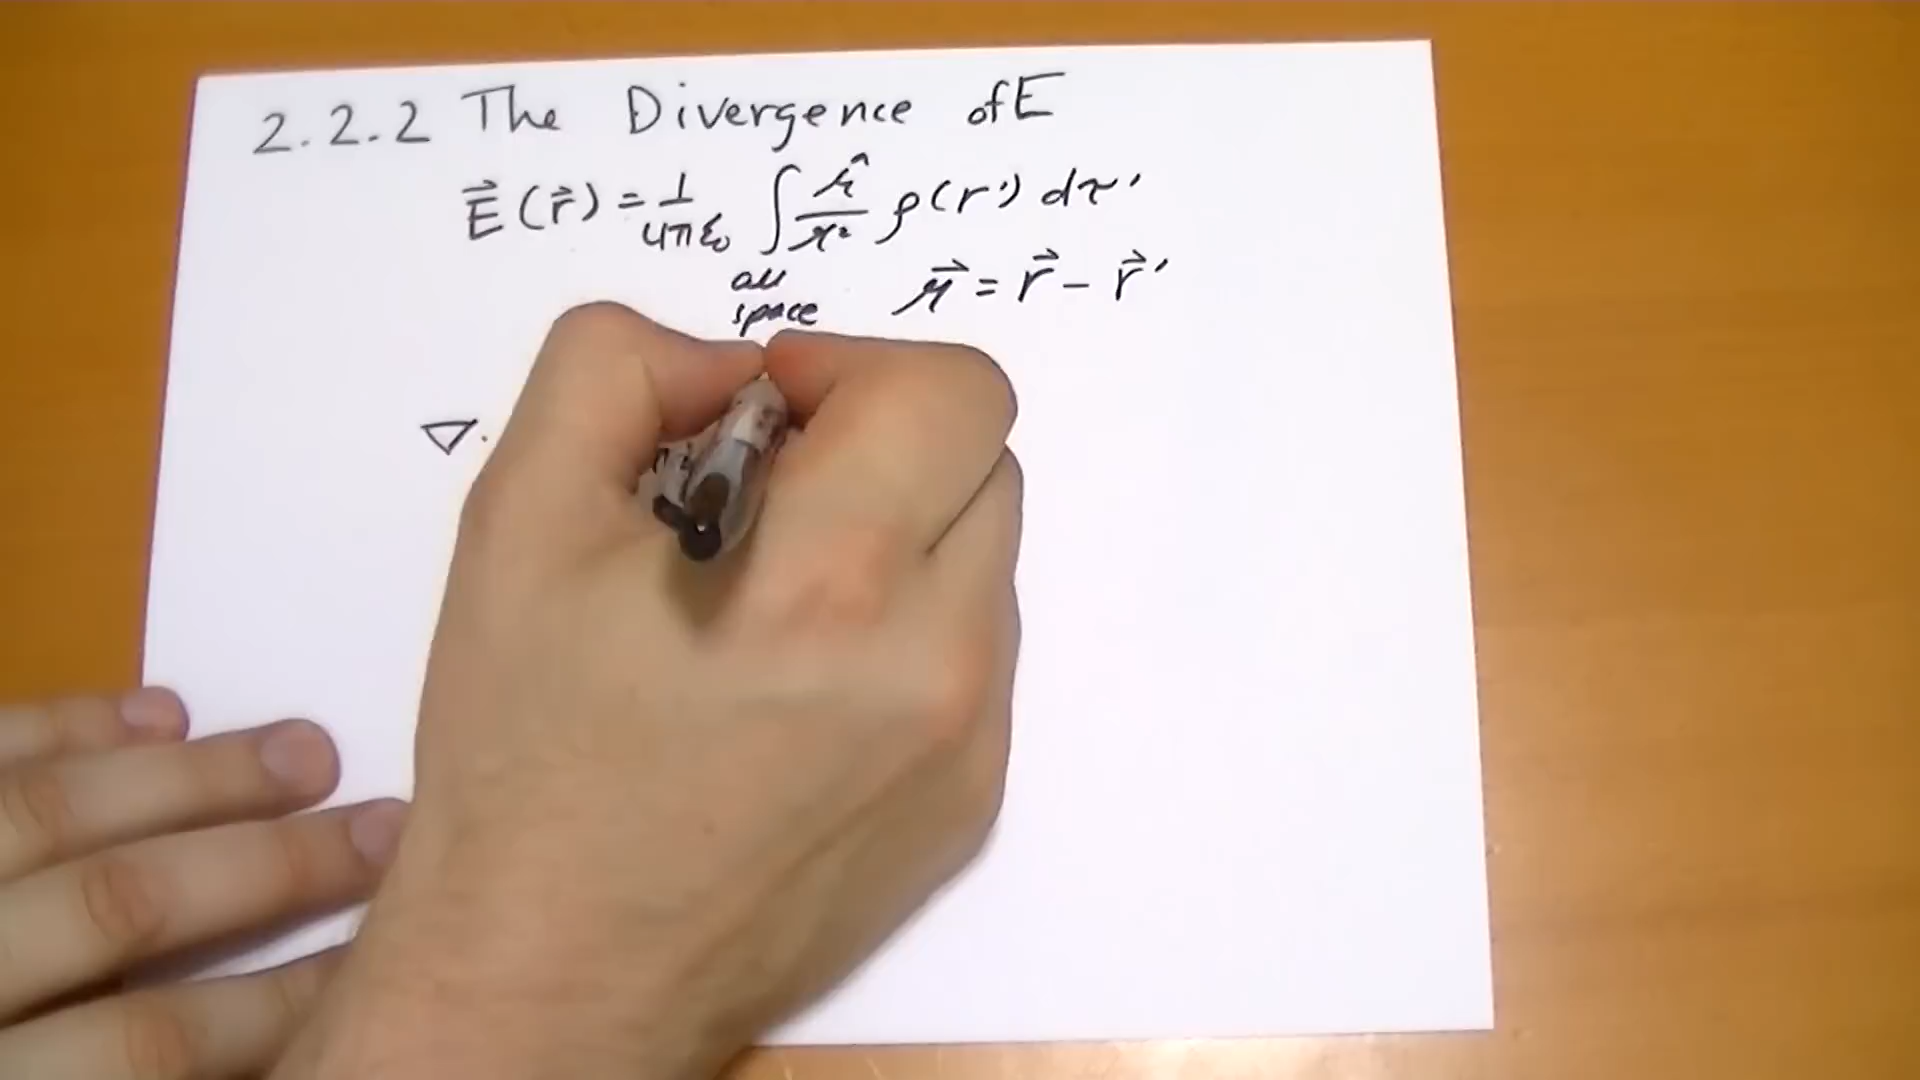 2.2.2 The Divergence of E
E⃗(r⃗) = 1/4πε₀ ∫ 𝓇̂/𝓇² ρ(r') dτ'
all
space
𝓇⃗ = r⃗ - r⃗'
∇·